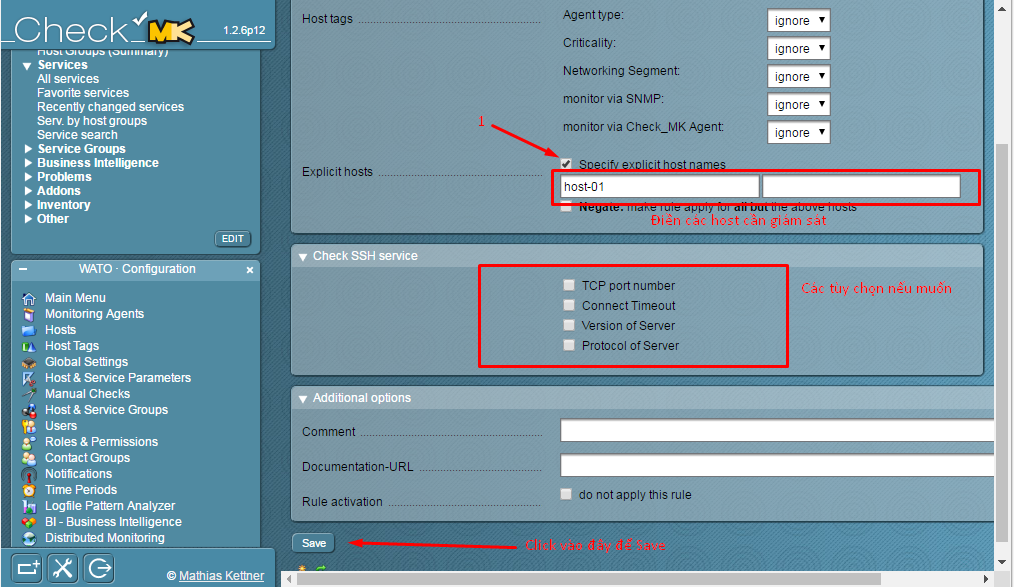 Check MK 1.2.6p12
Host Groups (Summary)
Services
All services
Favorite services
Recently changed services
Serv. by host groups
Service search
Service Groups
Business Intelligence
Problems
Addons
Inventory
Other
EDIT
WATO · Configuration
Main Menu
Monitoring Agents
Hosts
Host Tags
Global Settings
Host & Service Parameters
Manual Checks
Host & Service Groups
Users
Roles & Permissions
Contact Groups
Notifications
Time Periods
Logfile Pattern Analyzer
BI - Business Intelligence
Distributed Monitoring
© Mathias Kettner
Host tags
Agent type: ignore
Criticality: ignore
Networking Segment: ignore
monitor via SNMP: ignore
monitor via Check_MK Agent: ignore
1
Explicit hosts
Specify explicit host names
host-01
Negate: make rule apply for all but the above hosts
Điền các host cần giám sát
Check SSH service
TCP port number
Connect Timeout
Version of Server
Protocol of Server
Các tùy chọn nếu muốn
Additional options
Comment
Documentation-URL
Rule activation
do not apply this rule
Save
Click vào đây để Save